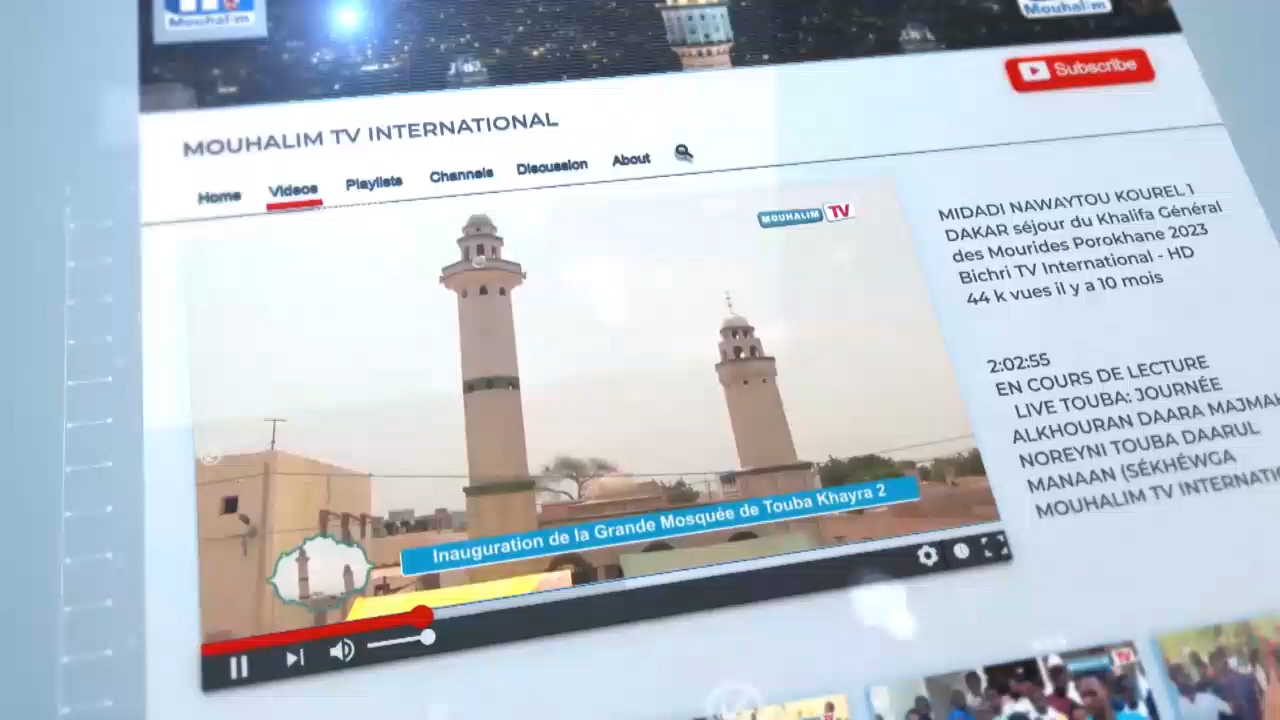 Mouhalim
Mouhalim
Subscribe
MOUHALIM TV INTERNATIONAL
Home
Videos
Playlists
Channels
Discussion
About
MOUHALIM TV
MIDADI NAWAYTOU KOUREL 1
DAKAR séjour du Khalifa Général
des Mourides Porokhane 2023
Bichri TV International - HD
44 k vues il y a 10 mois
2:02:55
EN COURS DE LECTURE
LIVE TOUBA: JOURNÉE
ALKHOURAN DAARA MAJMA
NOREYNI TOUBA DAARUL
MANAAN (SÉKHÉWGA
MOUHALIM TV INTERNATI
Inauguration de la Grande Mosquée de Touba Khayra 2
TV